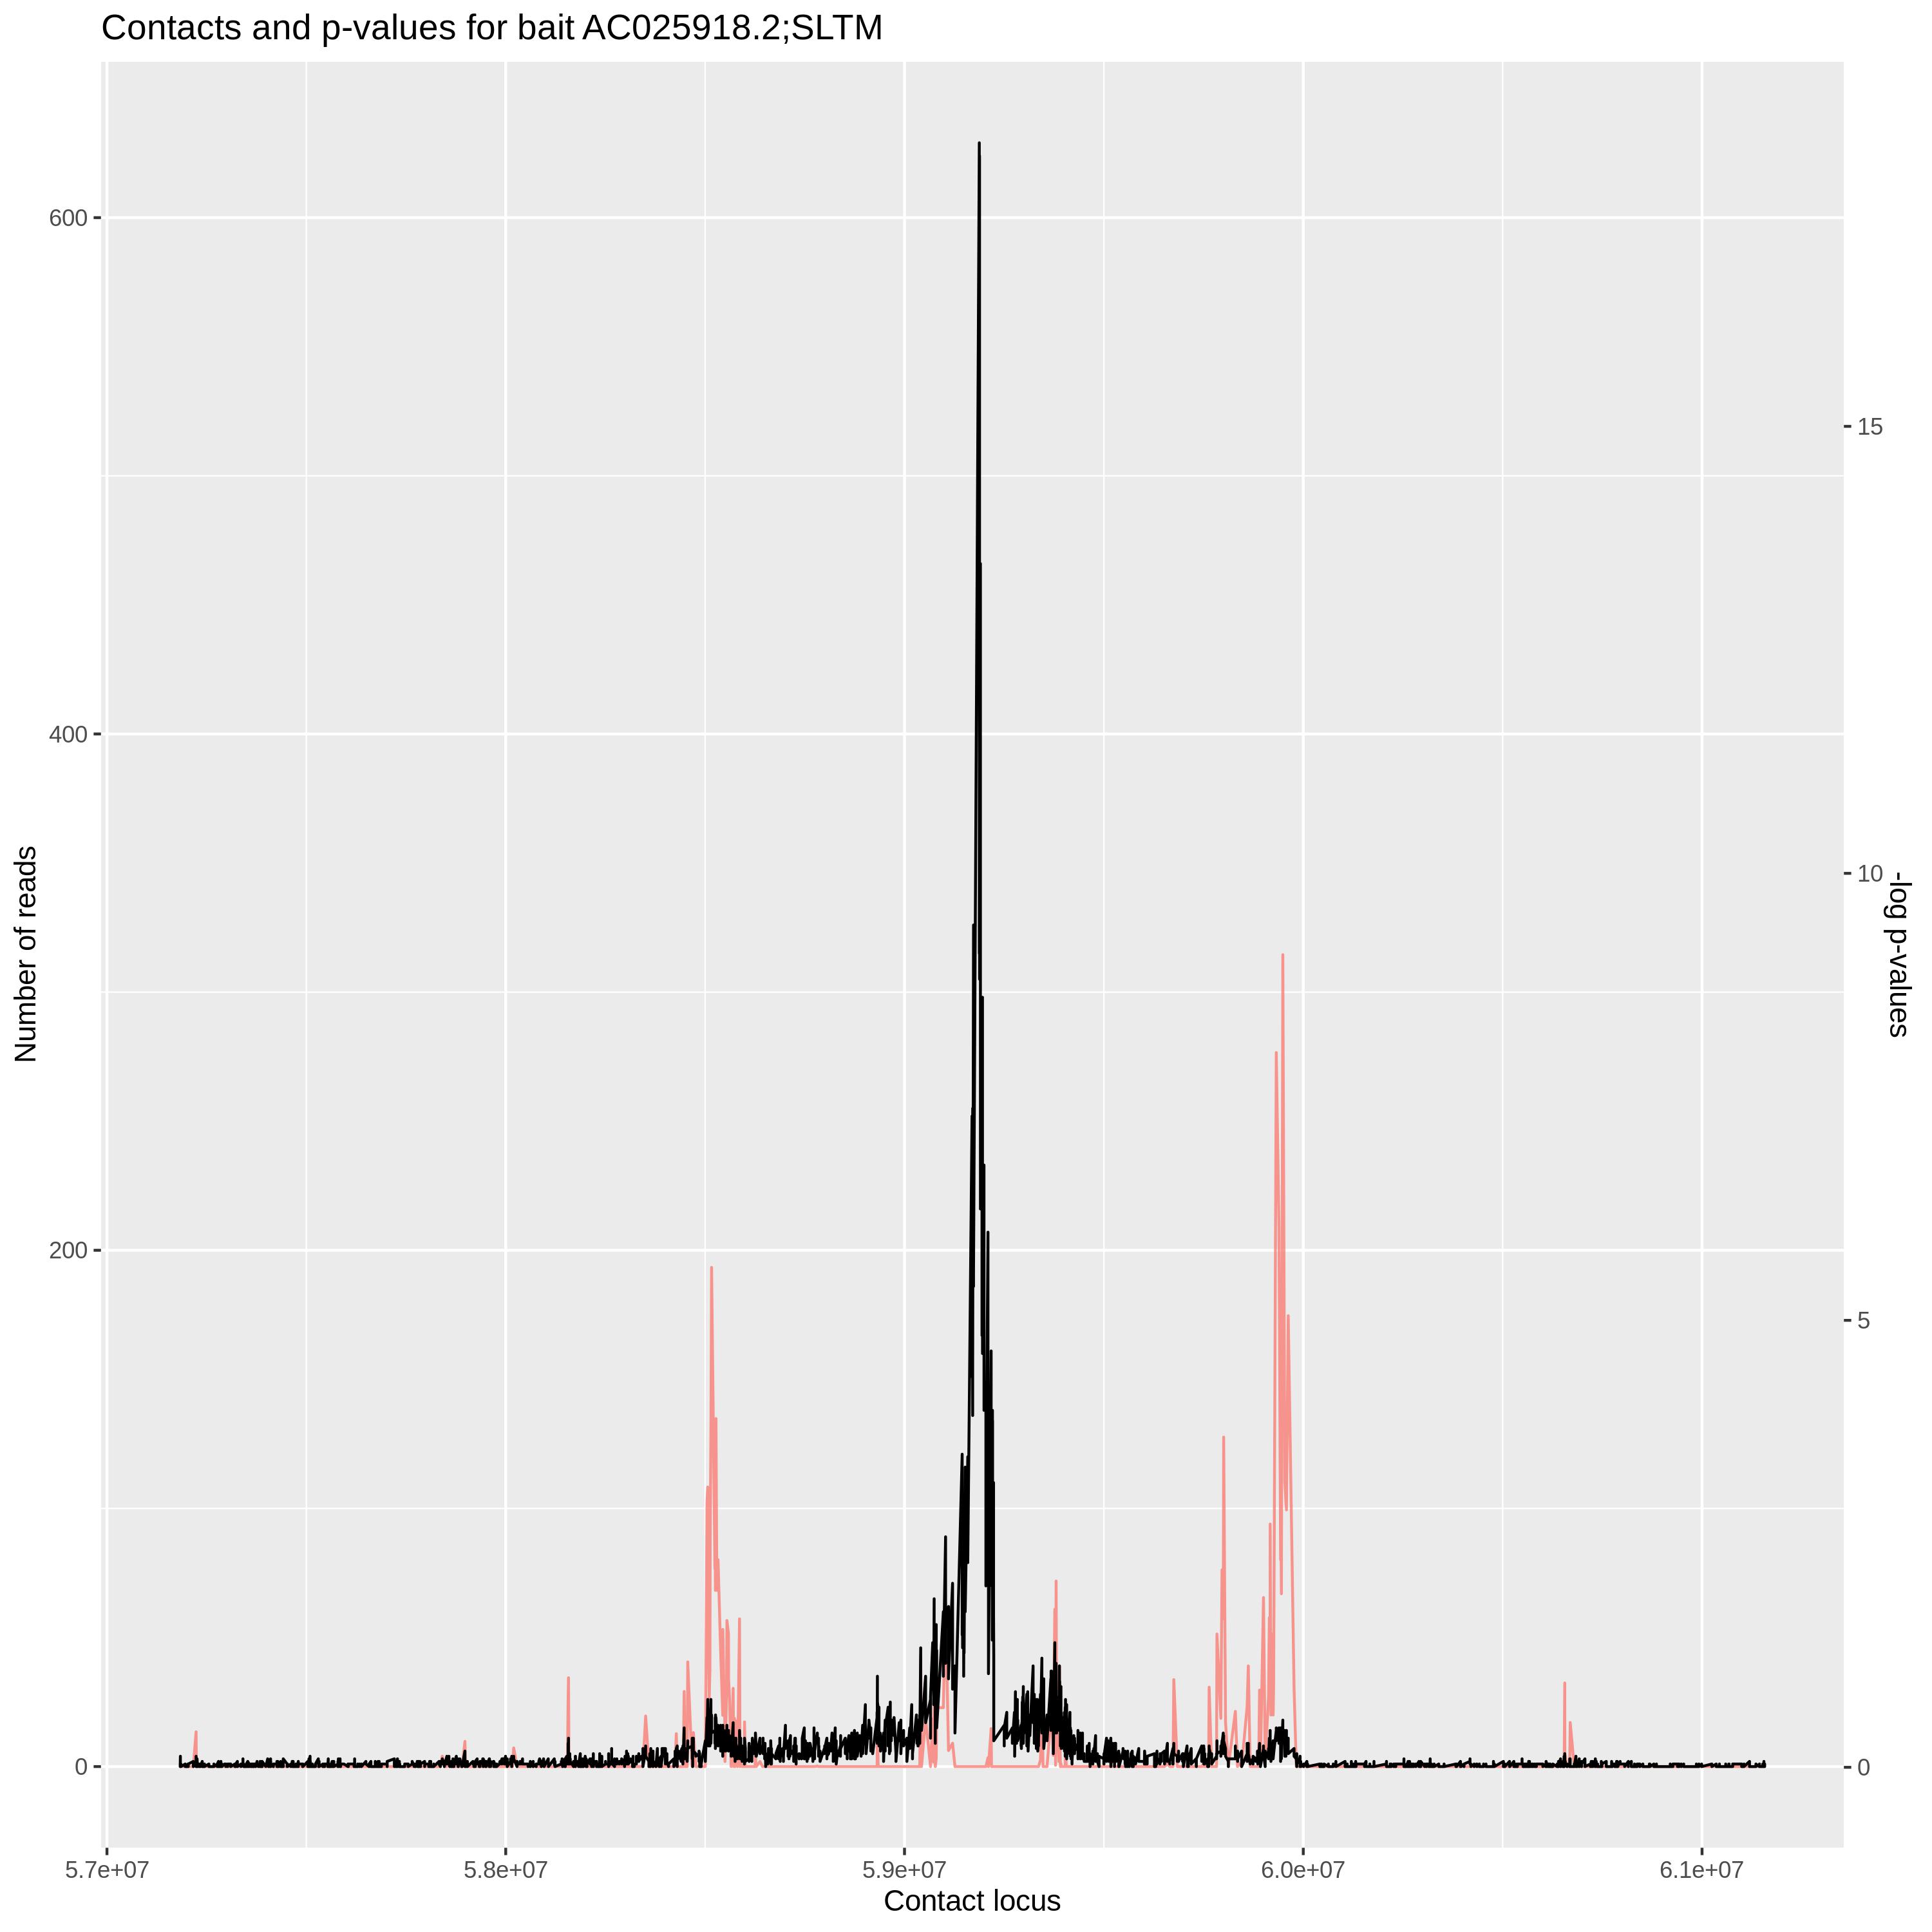 Contacts and p-values for bait AC025918.2;SLTM
600
400
200
0
Number of reads
15
10
5
0
-log p-values
5.7e+07 5.8e+07 5.9e+07 6.0e+07 6.1e+07
Contact locus